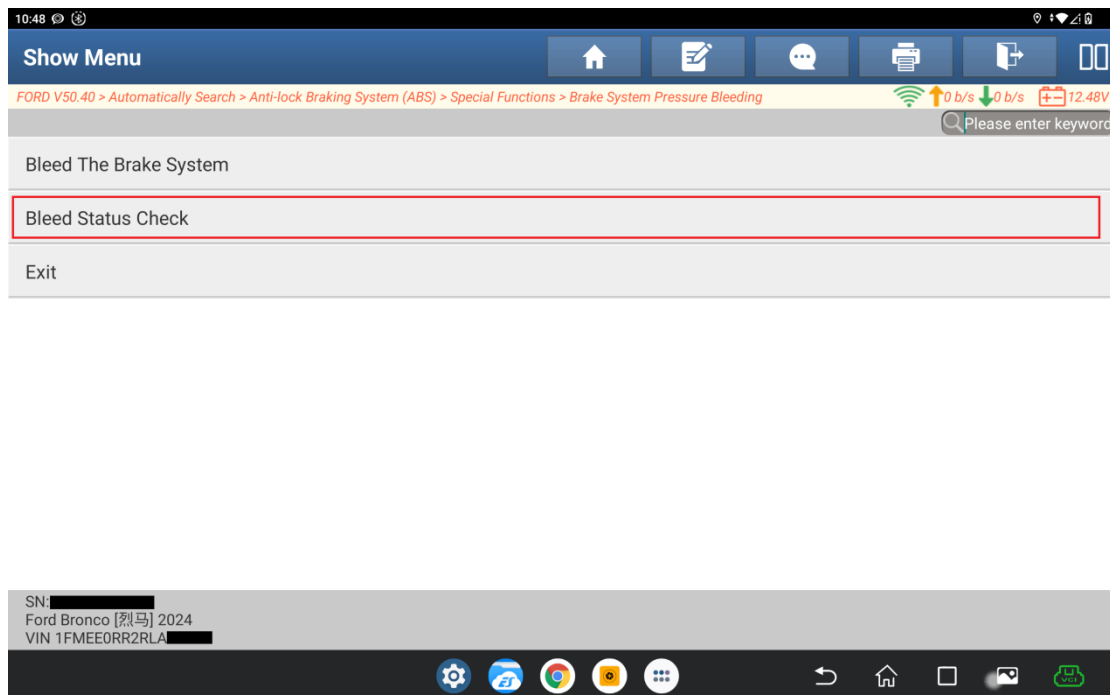 10:48
Show Menu
FORD V50.40 > Automatically Search > Anti-lock Braking System (ABS) > Special Functions > Brake System Pressure Bleeding
0 b/s 0 b/s 12.48V
Please enter keyword
Bleed The Brake System
Bleed Status Check
Exit
SN:
Ford Bronco [烈马] 2024
VIN 1FMEE0RR2RLA
ES
VCI